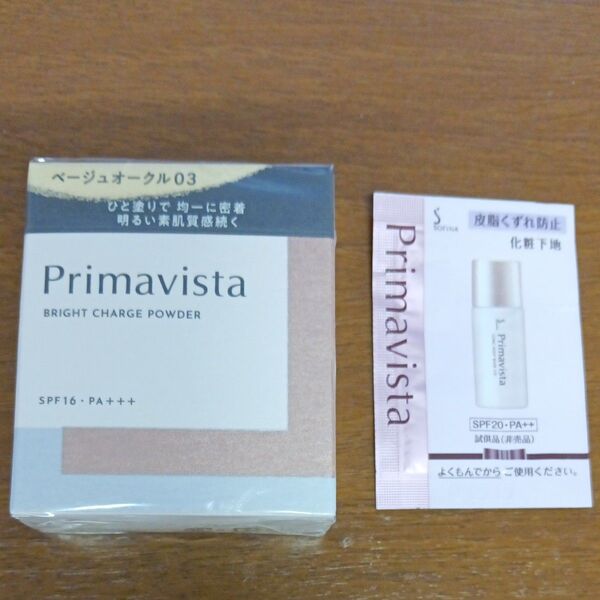 ベージュオークル03
ひと塗りで 均一に密着
明るい素肌質感続く
Primavista
BRIGHT CHARGE POWDER
SPF16・PA+++
Primavista
SOFINA
皮脂くずれ防止
化粧下地
Primavista
SPF20・PA++
試供品(非売品)
よくもんでから ご使用ください。